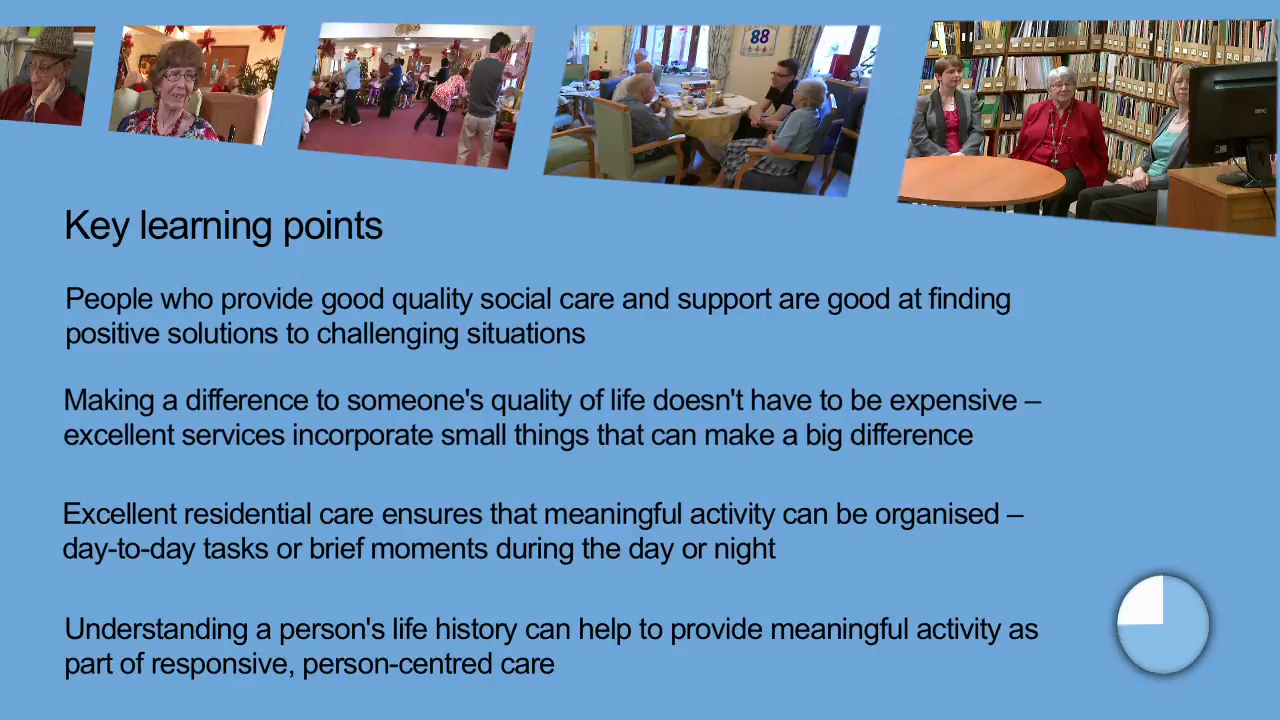 88
Key learning points
People who provide good quality social care and support are good at finding
positive solutions to challenging situations
Making a difference to someone's quality of life doesn't have to be expensive –
excellent services incorporate small things that can make a big difference
Excellent residential care ensures that meaningful activity can be organised –
day-to-day tasks or brief moments during the day or night
Understanding a person's life history can help to provide meaningful activity as
part of responsive, person-centred care